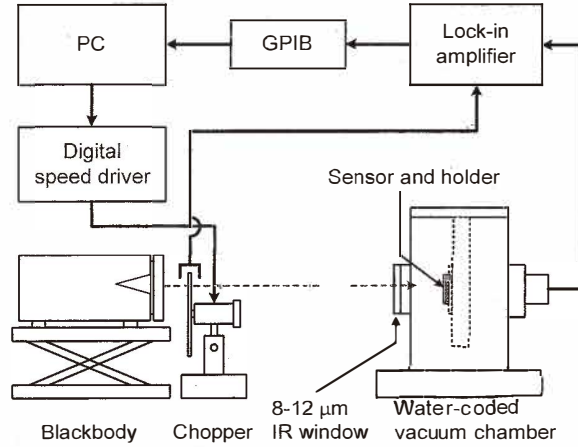 PC
GPIB
Lock-in
amplifier
Digital
speed driver
Sensor and holder
8-12 μm
IR window
Water-coded
vacuum chamber
Blackbody
Chopper